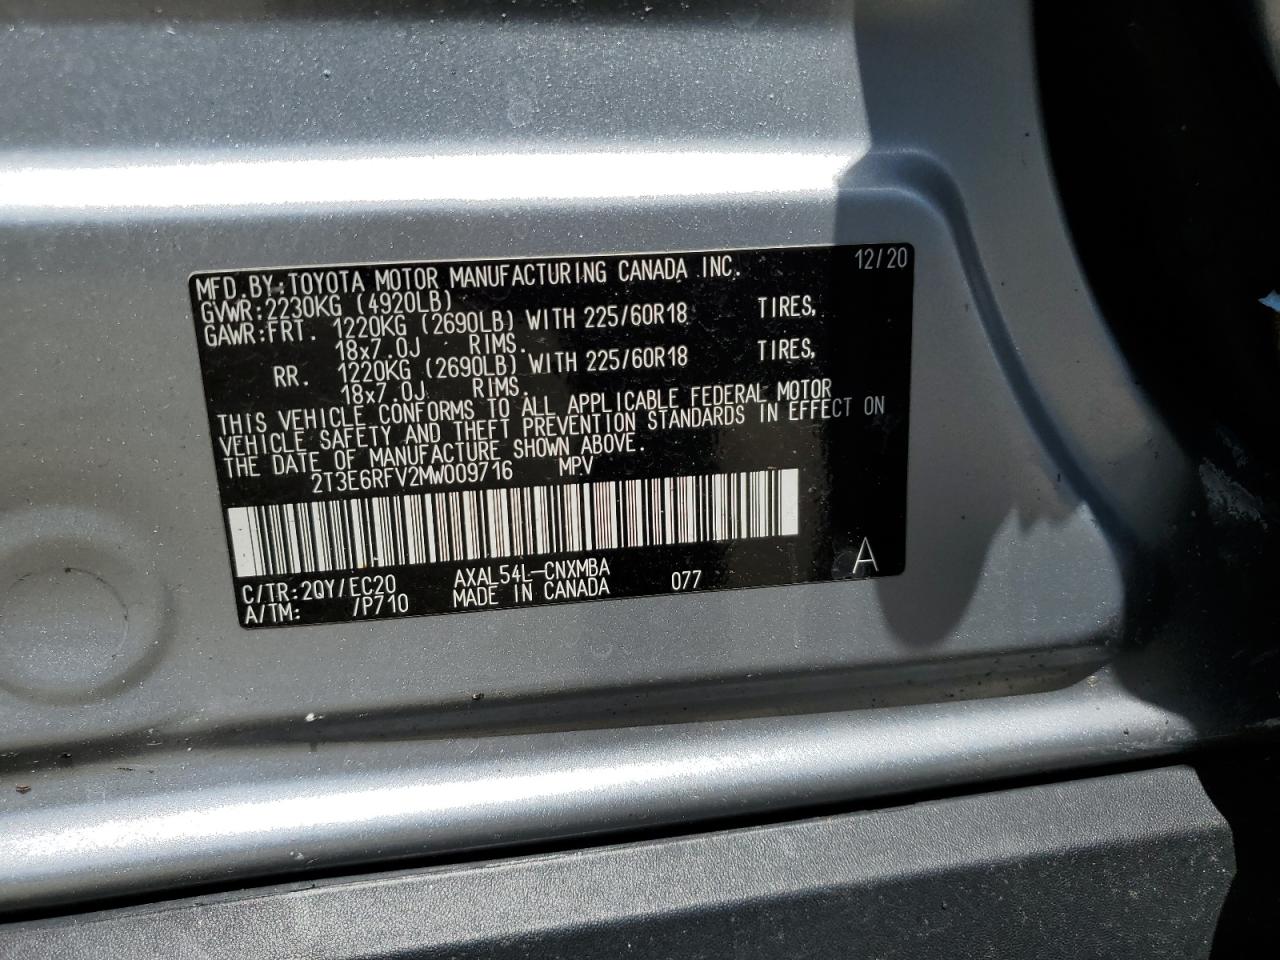 MFD.BY:TOYOTA MOTOR MANUFACTURING CANADA INC. 12/20
GVWR:2230KG (4920LB)
GAWR:FRT. 1220KG (2690LB) WITH 225/60R18 TIRES,
18x7.0J RIMS.
RR. 1220KG (2690LB) WITH 225/60R18 TIRES,
18x7.0J RIMS.
THIS VEHICLE CONFORMS TO ALL APPLICABLE FEDERAL MOTOR
VEHICLE SAFETY AND THEFT PREVENTION STANDARDS IN EFFECT ON
THE DATE OF MANUFACTURE SHOWN ABOVE.
2T3E6RFV2MW009716 MPV
C/TR:2QY/EC20 AXAL54L-CNXMBA 077 A
A/TM: /P710 MADE IN CANADA